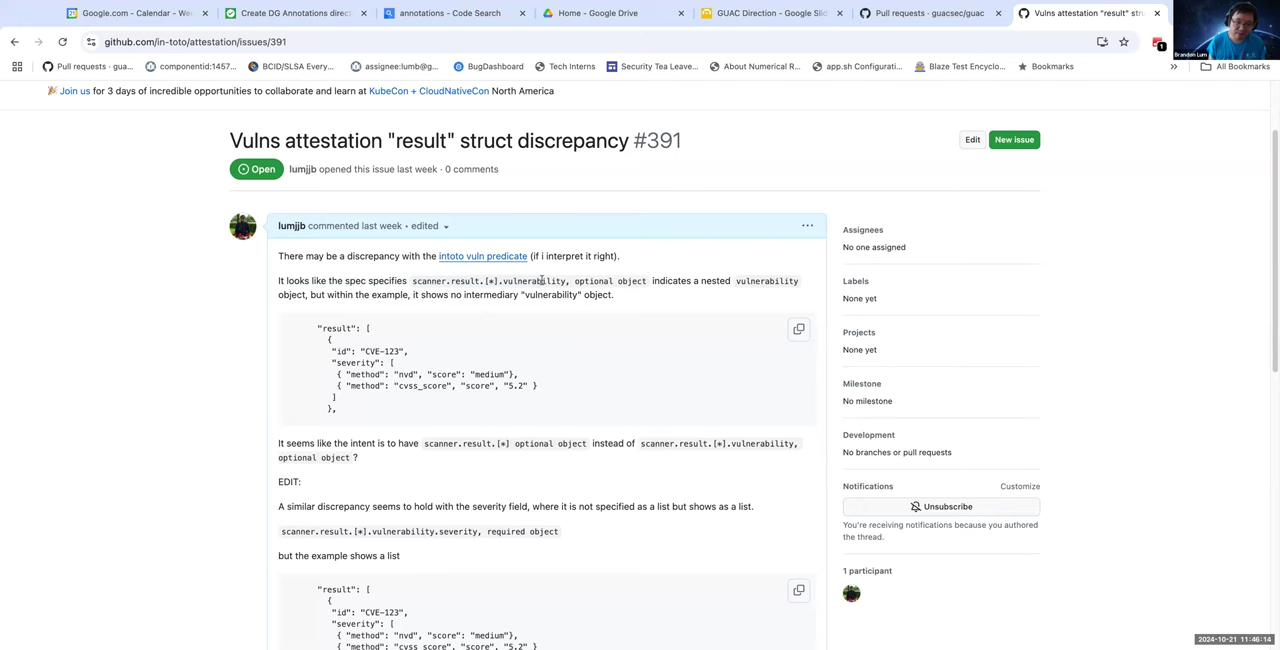 Google.com - Calendar - We
Create DG Annotations direct
annotations - Code Search
Home - Google Drive
GUAC Direction - Google Slid
Pull requests · guacsec/guac
Vulns attestation "result" stru
github.com/in-toto/attestation/issues/391
Pull requests · gua...
componentid:1457...
BCID/SLSA Every...
assignee:lumb@g...
BugDashboard
Tech Interns
Security Tea Leave...
About Numerical R...
app.sh Configurati...
Blaze Test Encyclo...
Bookmarks
»
All Bookmarks
Brandon Lum
Join us for 3 days of incredible opportunities to collaborate and learn at KubeCon + CloudNativeCon North America
Vulns attestation "result" struct discrepancy #391
Edit
New issue
Open
lumjjb opened this issue last week · 0 comments
lumjjb commented last week • edited
There may be a discrepancy with the intoto vuln predicate (if i interpret it right).
It looks like the spec specifies scanner.result.[*].vulnerability, optional object indicates a nested vulnerability
object, but within the example, it shows no intermediary "vulnerability" object.
"result": [
{
"id": "CVE-123",
"severity": [
{ "method": "nvd", "score": "medium"},
{ "method": "cvss_score", "score", "5.2" }
]
},
It seems like the intent is to have scanner.result.[*] optional object instead of scanner.result.[*].vulnerability,
optional object ?
EDIT:
A similar discrepancy seems to hold with the severity field, where it is not specified as a list but shows as a list.
scanner.result.[*].vulnerability.severity, required object
but the example shows a list
"result": [
{
"id": "CVE-123",
"severity": [
{ "method": "nvd", "score": "medium"},
{ "method": "cvss_score", "score", "5.2" }
Assignees
No one assigned
Labels
None yet
Projects
None yet
Milestone
No milestone
Development
No branches or pull requests
Notifications
Customize
Unsubscribe
You're receiving notifications because you authored
the thread.
1 participant
2024-10-21 11:46:14